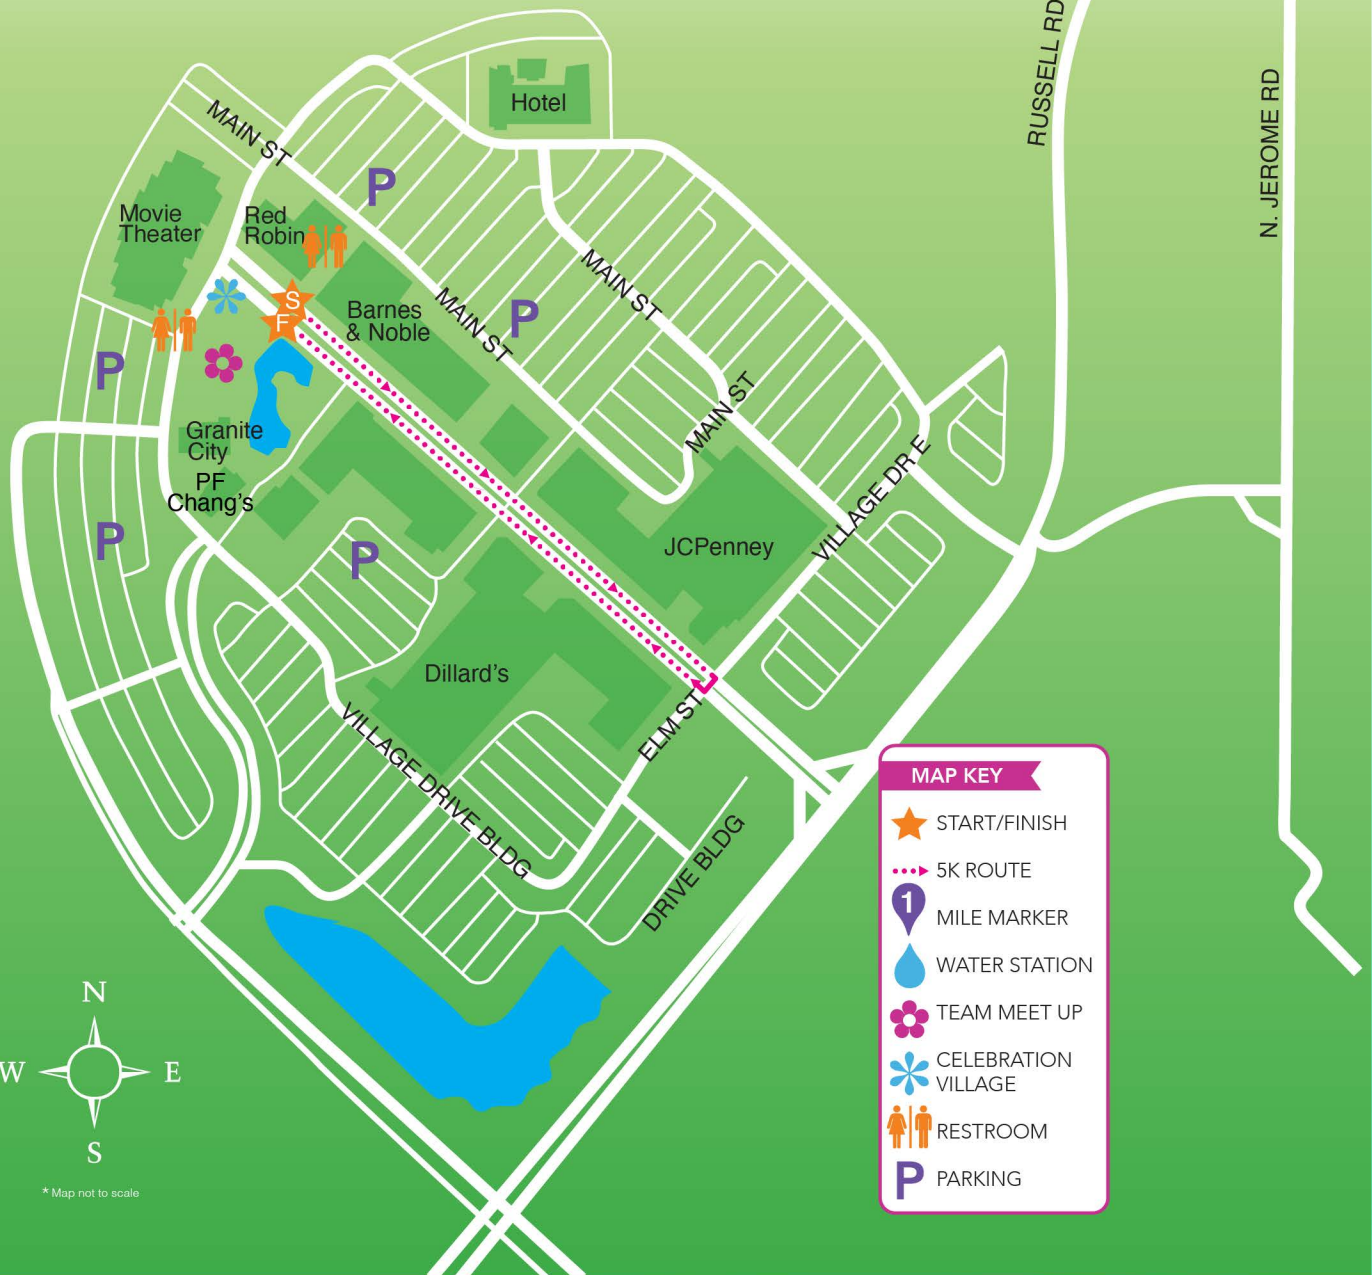 RUSSELL RD
N. JEROME RD
Hotel
MAIN ST
P
Movie
Theater
Red
Robin
MAIN ST
S
F
Barnes
& Noble
MAIN ST
P
P
MAIN ST
Granite
City
PF
Chang's
VILLAGE DR E
P
P
JCPenney
Dillard's
ELM ST
VILLAGE DRIVE BLDG
DRIVE BLDG
MAP KEY
START/FINISH
5K ROUTE
1
MILE MARKER
WATER STATION
TEAM MEET UP
CELEBRATION
VILLAGE
RESTROOM
P PARKING
N
W E
S
* Map not to scale